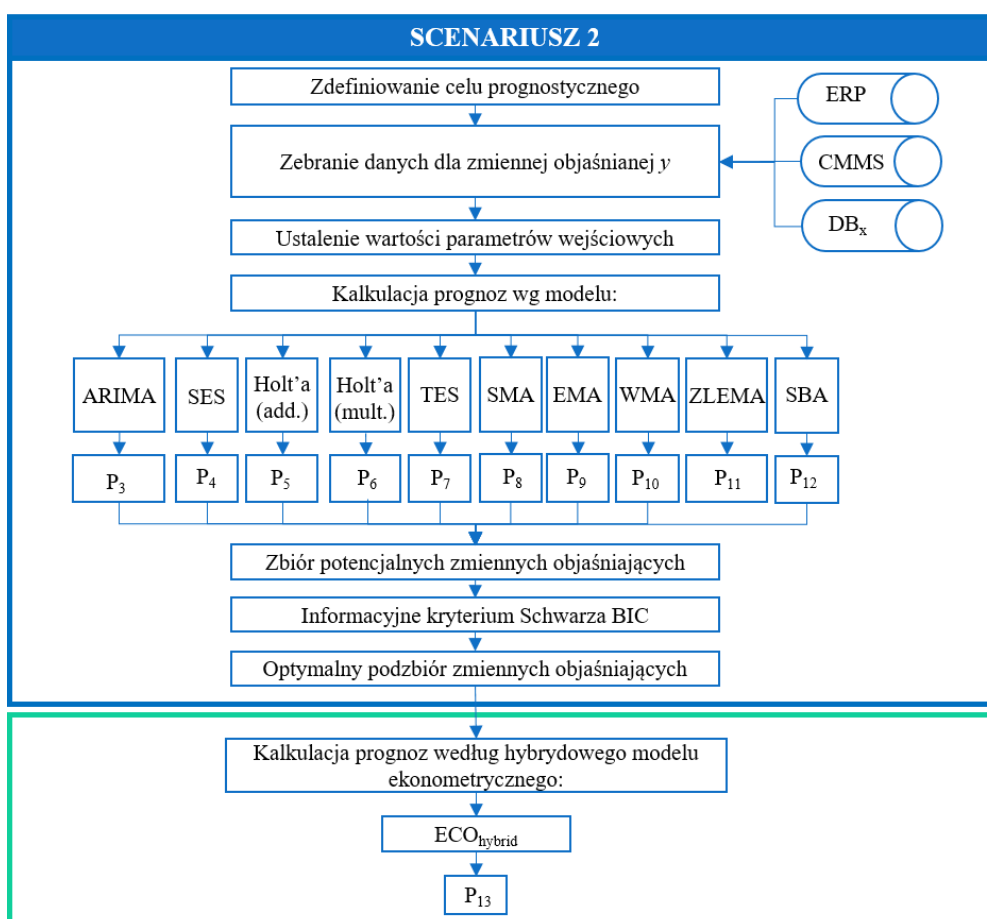 SCENARIUSZ 2
Zdefiniowanie celu prognostycznego
ERP
Zebranie danych dla zmiennej objaśnianej y
CMMS
DBx
Ustalenie wartości parametrów wejściowych
Kalkulacja prognoz wg modelu:
ARIMA
SES
Holt’a
(add.)
Holt’a
(mult.)
TES
SMA
EMA
WMA
ZLEMA
SBA
P3
P4
P5
P6
P7
P8
P9
P10
P11
P12
Zbiór potencjalnych zmiennych objaśniających
Informacyjne kryterium Schwarza BIC
Optymalny podzbiór zmiennych objaśniających
Kalkulacja prognoz według hybrydowego modelu
ekonometrycznego:
ECOhybrid
P13